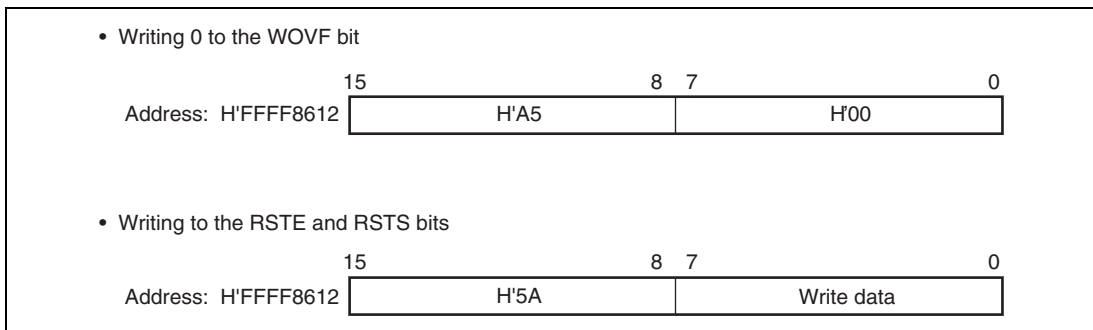 • Writing 0 to the WOVF bit
15 8 7 0
Address: H'FFFF8612 H'A5 H'00
• Writing to the RSTE and RSTS bits
15 8 7 0
Address: H'FFFF8612 H'5A Write data